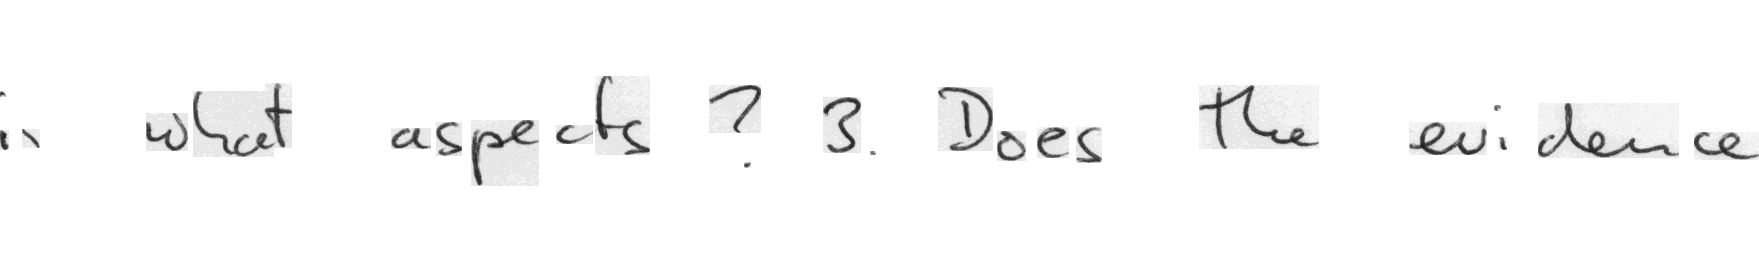 in what aspects ? 3. Does the evidence